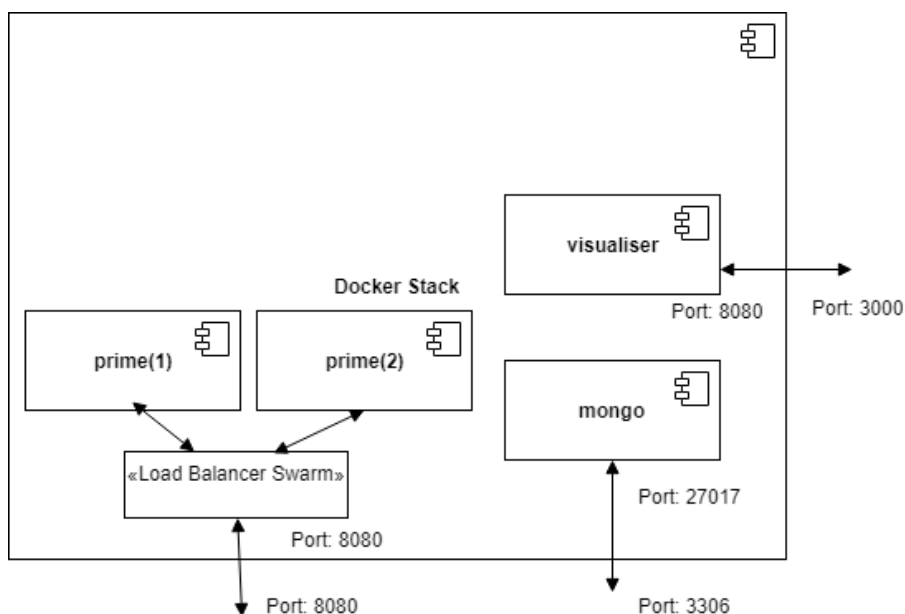 visualiser
Port: 8080
Port: 3000
Docker Stack
prime(1)
prime(2)
mongo
«Load Balancer Swarm»
Port: 27017
Port: 8080
Port: 8080
Port: 3306